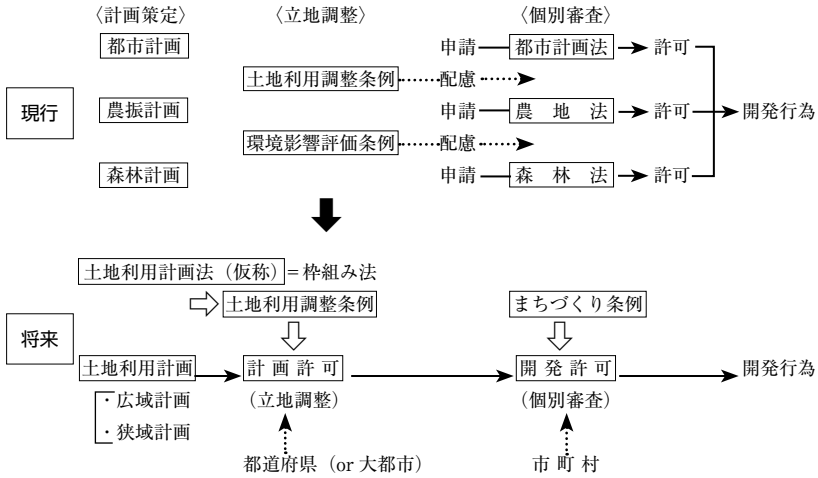 〈計画策定〉 〈立地調整〉 〈個別審査〉
都市計画 申請 都市計画法 許可
土地利用調整条例 配慮
現行 農振計画 申請 農地法 許可 開発行為
環境影響評価条例 配慮
森林計画 申請 森林法 許可
土地利用計画法（仮称）＝枠組み法
土地利用調整条例 まちづくり条例
将来
土地利用計画 計画許可 開発許可 開発行為
・広域計画 （立地調整） （個別審査）
・狭域計画
都道府県（or 大都市） 市町村